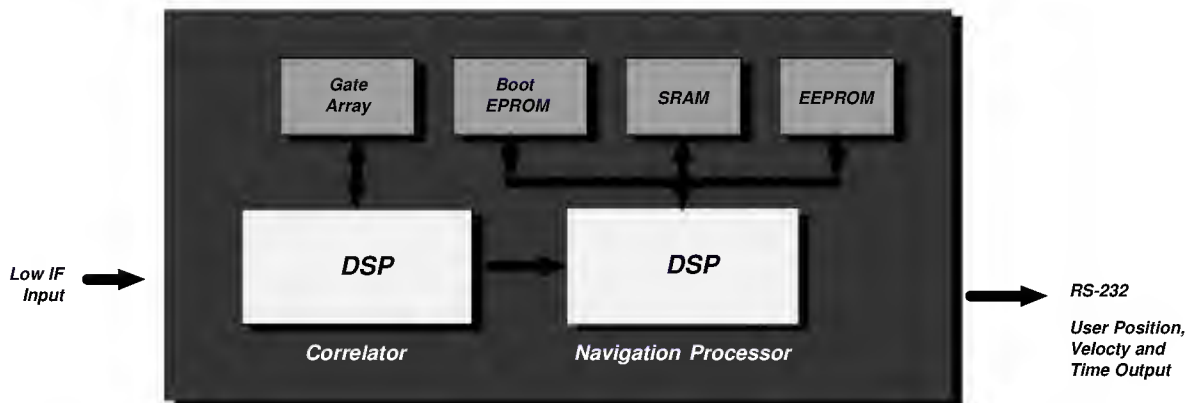 Gate
Array
Boot
EPROM
SRAM
EEPROM
DSP
DSP
Low IF
Input
Correlator
Navigation Processor
RS-232
User Position,
Velocty and
Time Output